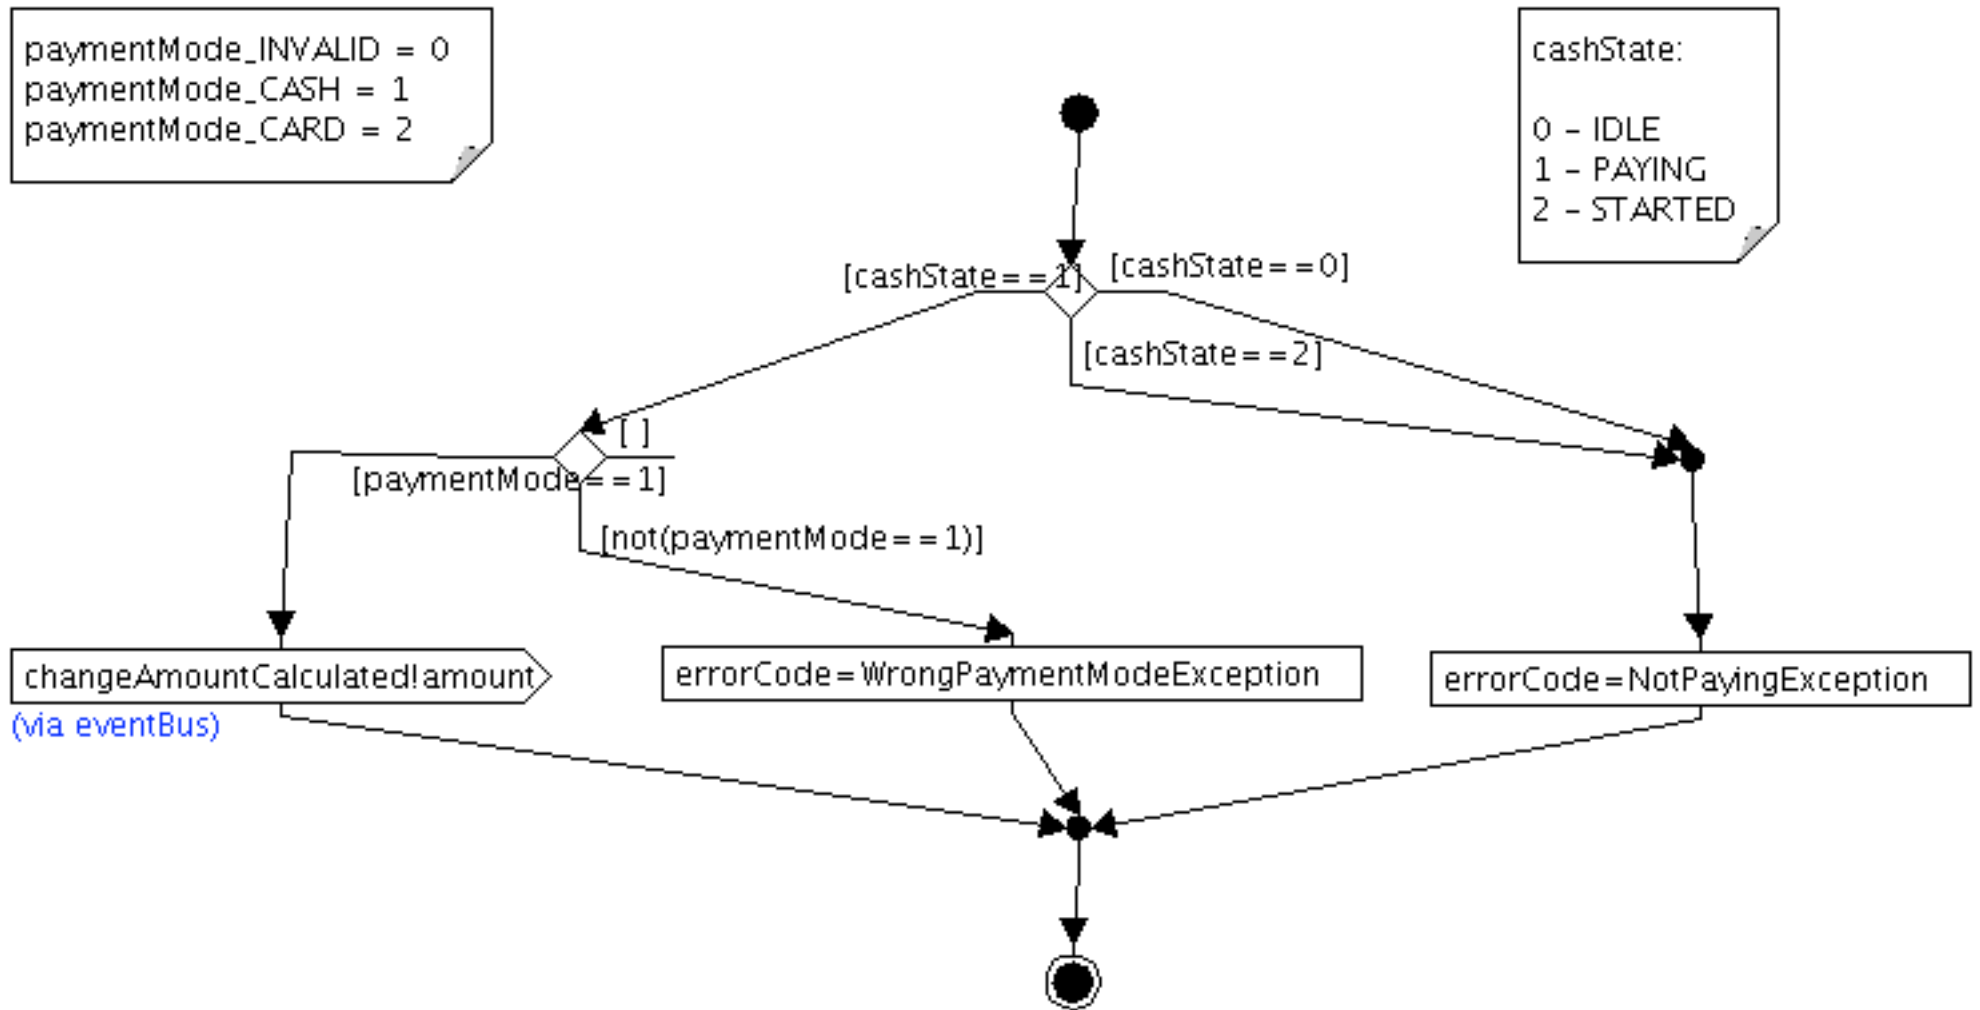 paymentMode_INVALID = 0
paymentMode_CASH = 1
paymentMode_CARD = 2
cashState:
0 - IDLE
1 - PAYING
2 - STARTED
[cashState==1]
[cashState==0]
[cashState==2]
[ ]
[paymentMode==1]
[not(paymentMode==1)]
changeAmountCalculated!amount
(via eventBus)
errorCode=WrongPaymentModeException
errorCode=NotPayingException